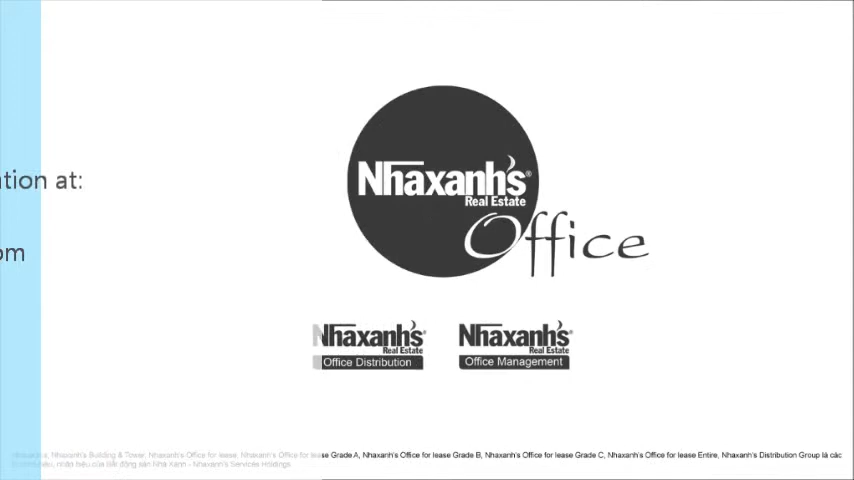 ation at:
om
Nhaxanh's®
Real Estate
Office
Nhaxanh's®
Real Estate
Office Distribution
Nhaxanh's®
Real Estate
Office Management
Nhaxanh's Building & Tower, Nhaxanh's Office for lease, Nhaxanh's Office for lease Grade A, Nhaxanh's Office for lease Grade B, Nhaxanh's Office for lease Grade C, Nhaxanh's Office for lease Entire, Nhaxanh's Distribution Group là các
nhãn hiệu của Bất động sản Nhà Xanh - Nhaxanh's Services Holdings